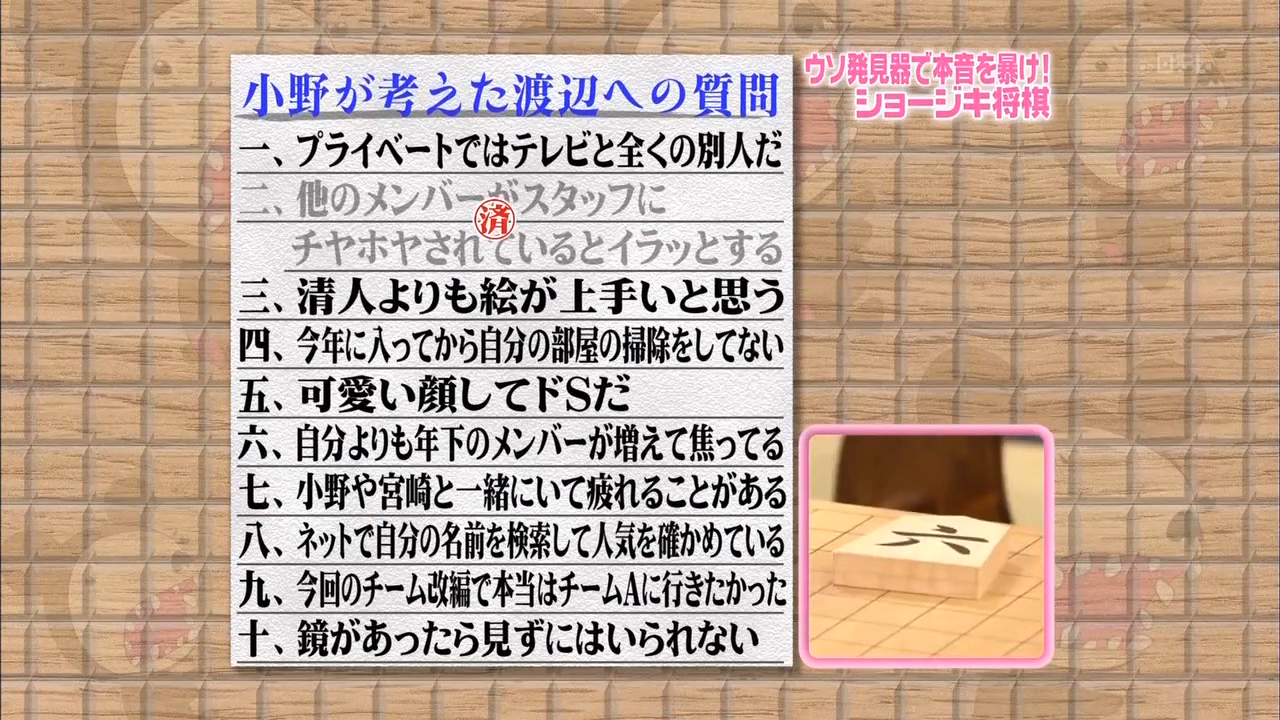 小野が考えた渡辺への質問
一、プライベートではテレビと全くの別人だ
二、他のメンバーがスタッフに
チヤホヤされているとイラッとする
済
三、清人よりも絵が上手いと思う
四、今年に入ってから自分の部屋の掃除をしてない
五、可愛い顔してドSだ
六、自分よりも年下のメンバーが増えて焦ってる
七、小野や宮崎と一緒にいて疲れることがある
八、ネットで自分の名前を検索して人気を確かめている
九、今回のチーム改編で本当はチームAに行きたかった
十、鏡があったら見ずにはいられない
ウソ発見器で本音を暴け!
ショージキ将棋
六